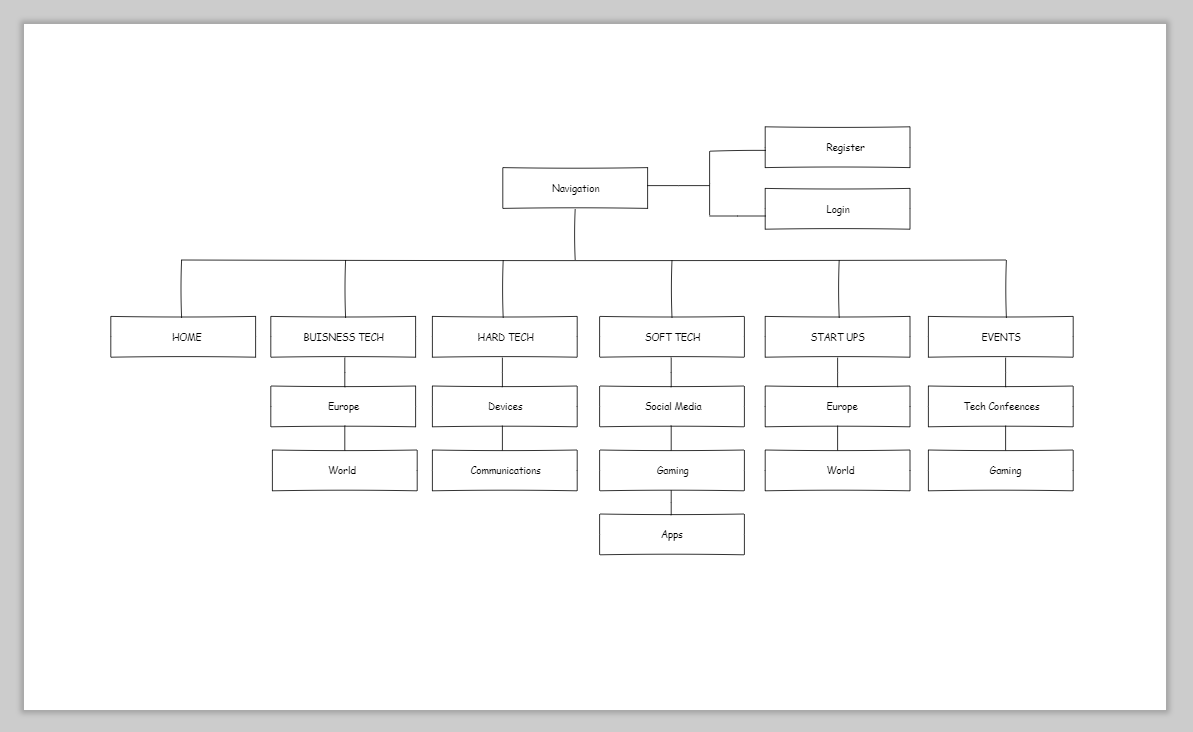 Register
Navigation
Login
HOME
BUISNESS TECH
HARD TECH
SOFT TECH
START UPS
EVENTS
Europe
Devices
Social Media
Europe
Tech Confeences
World
Communications
Gaming
World
Gaming
Apps